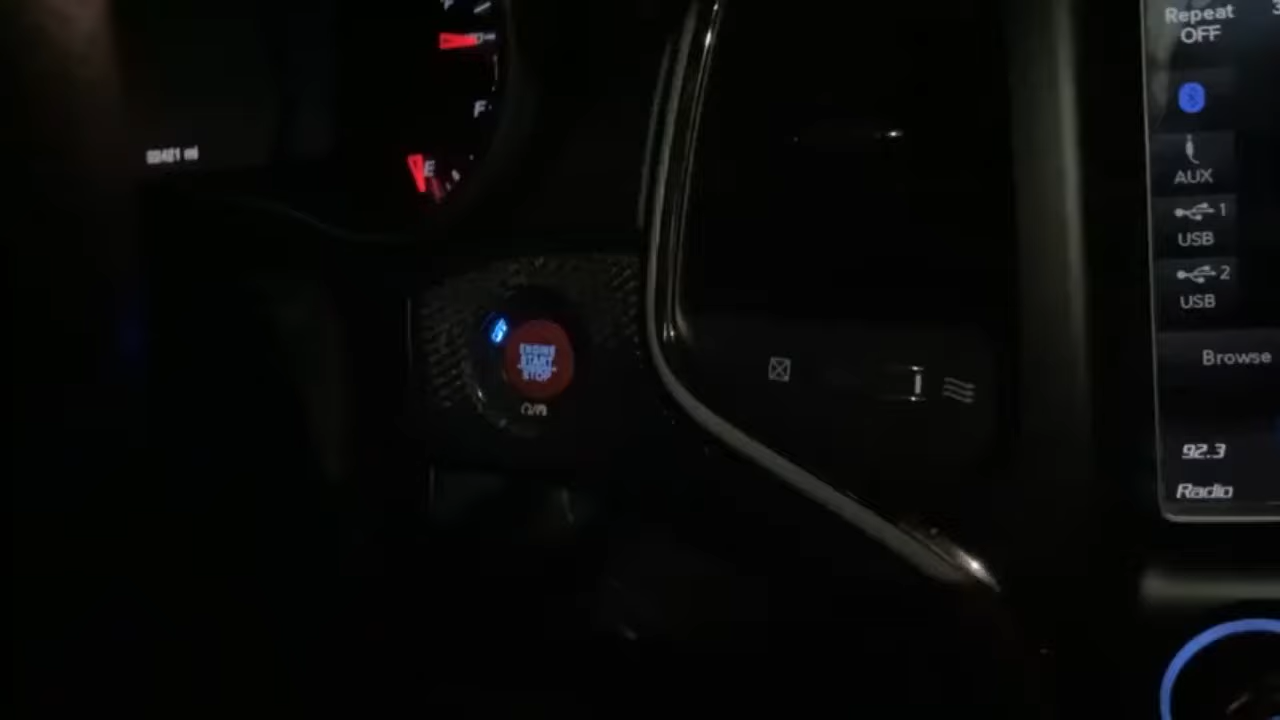 F
E
ENGINE
START
STOP
Repeat
OFF
AUX
1
USB
2
USB
Browse
92.3
Radio